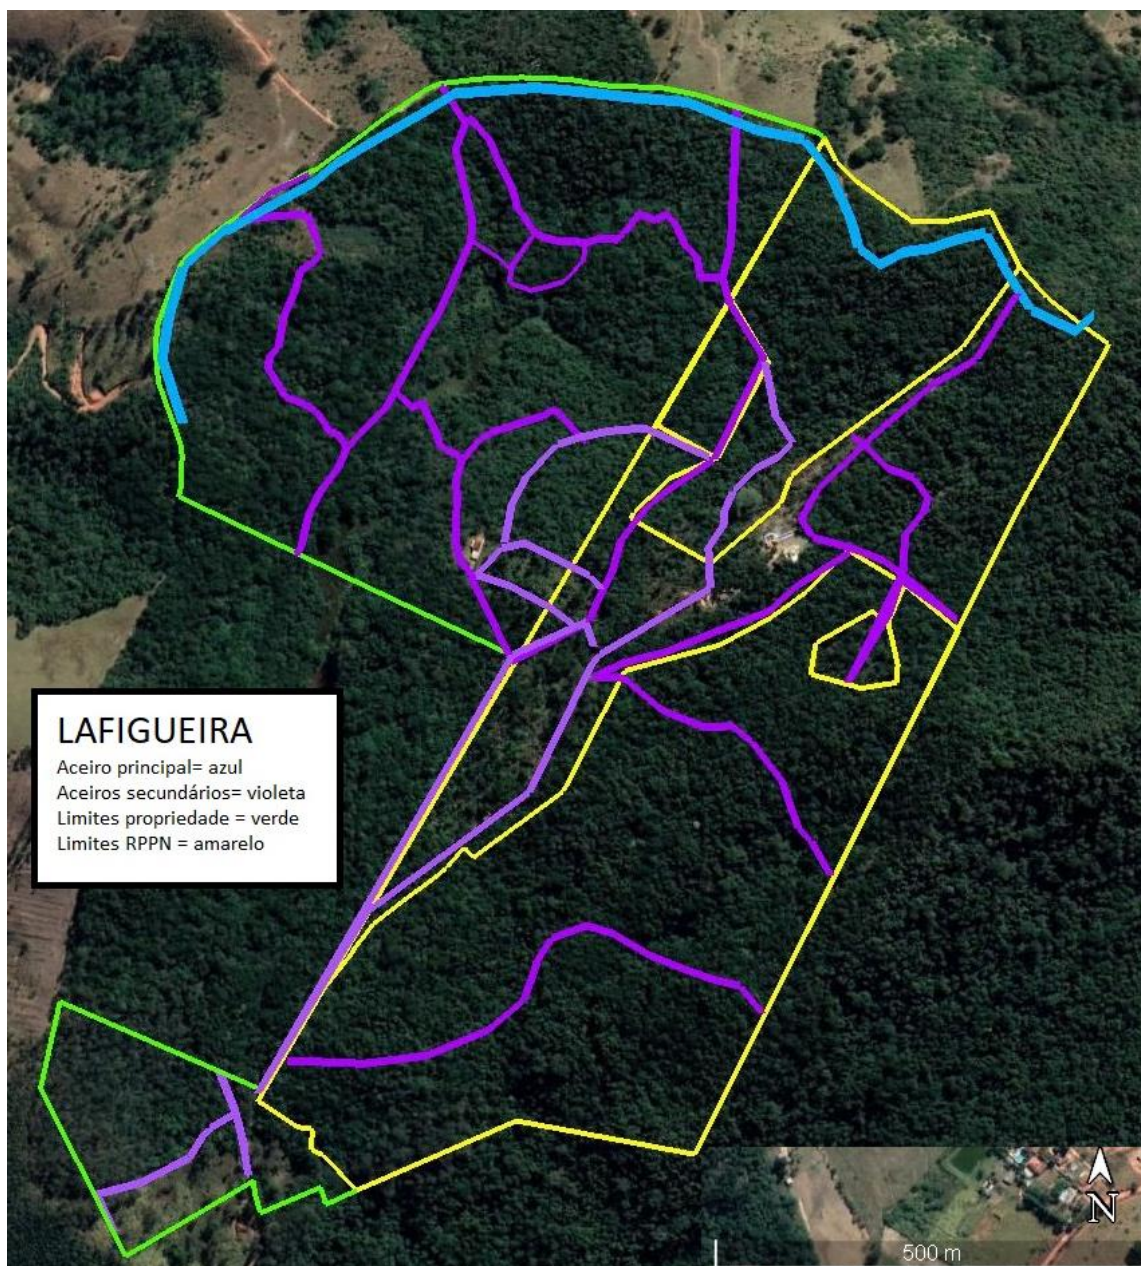 LAFIGUEIRA
Aceiro principal= azul
Aceiros secundários= violeta
Limites propriedade = verde
Limites RPPN = amarelo
N
500 m